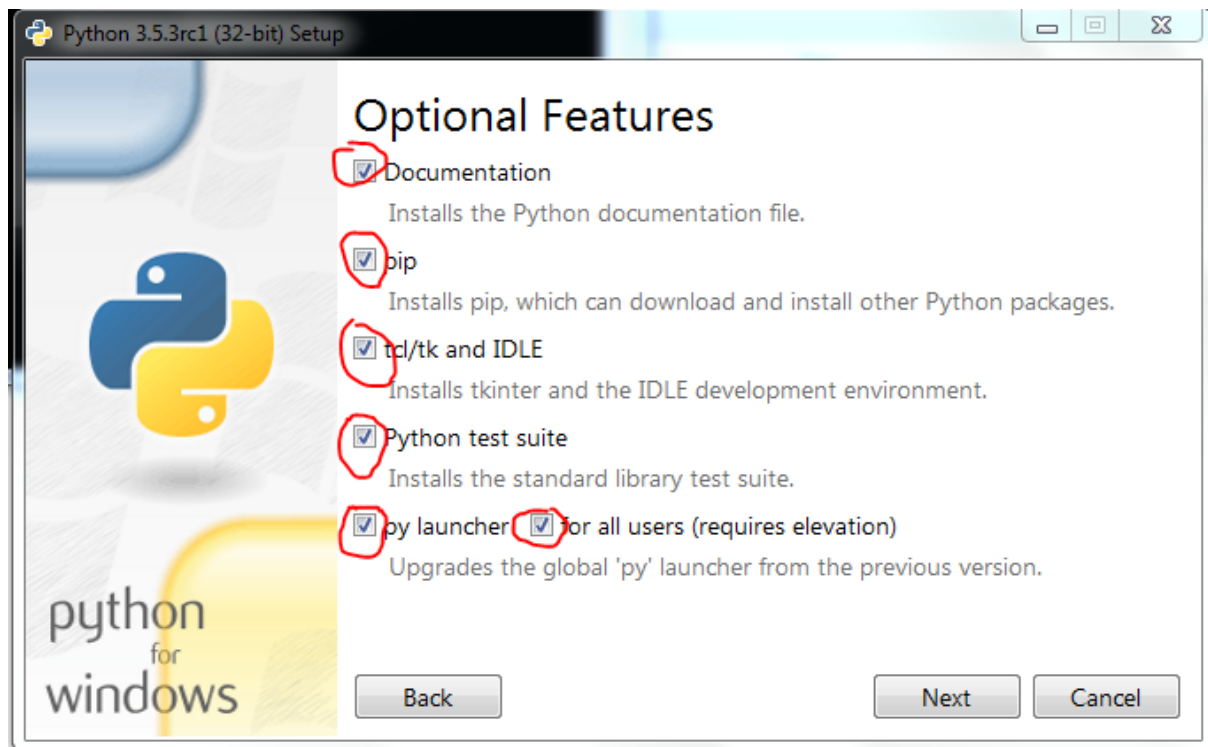 Python 3.5.3rc1 (32-bit) Setup
Optional Features
Documentation
Installs the Python documentation file.
pip
Installs pip, which can download and install other Python packages.
tcl/tk and IDLE
Installs tkinter and the IDLE development environment.
Python test suite
Installs the standard library test suite.
py launcher for all users (requires elevation)
Upgrades the global 'py' launcher from the previous version.
python
for
windows
Back Next Cancel